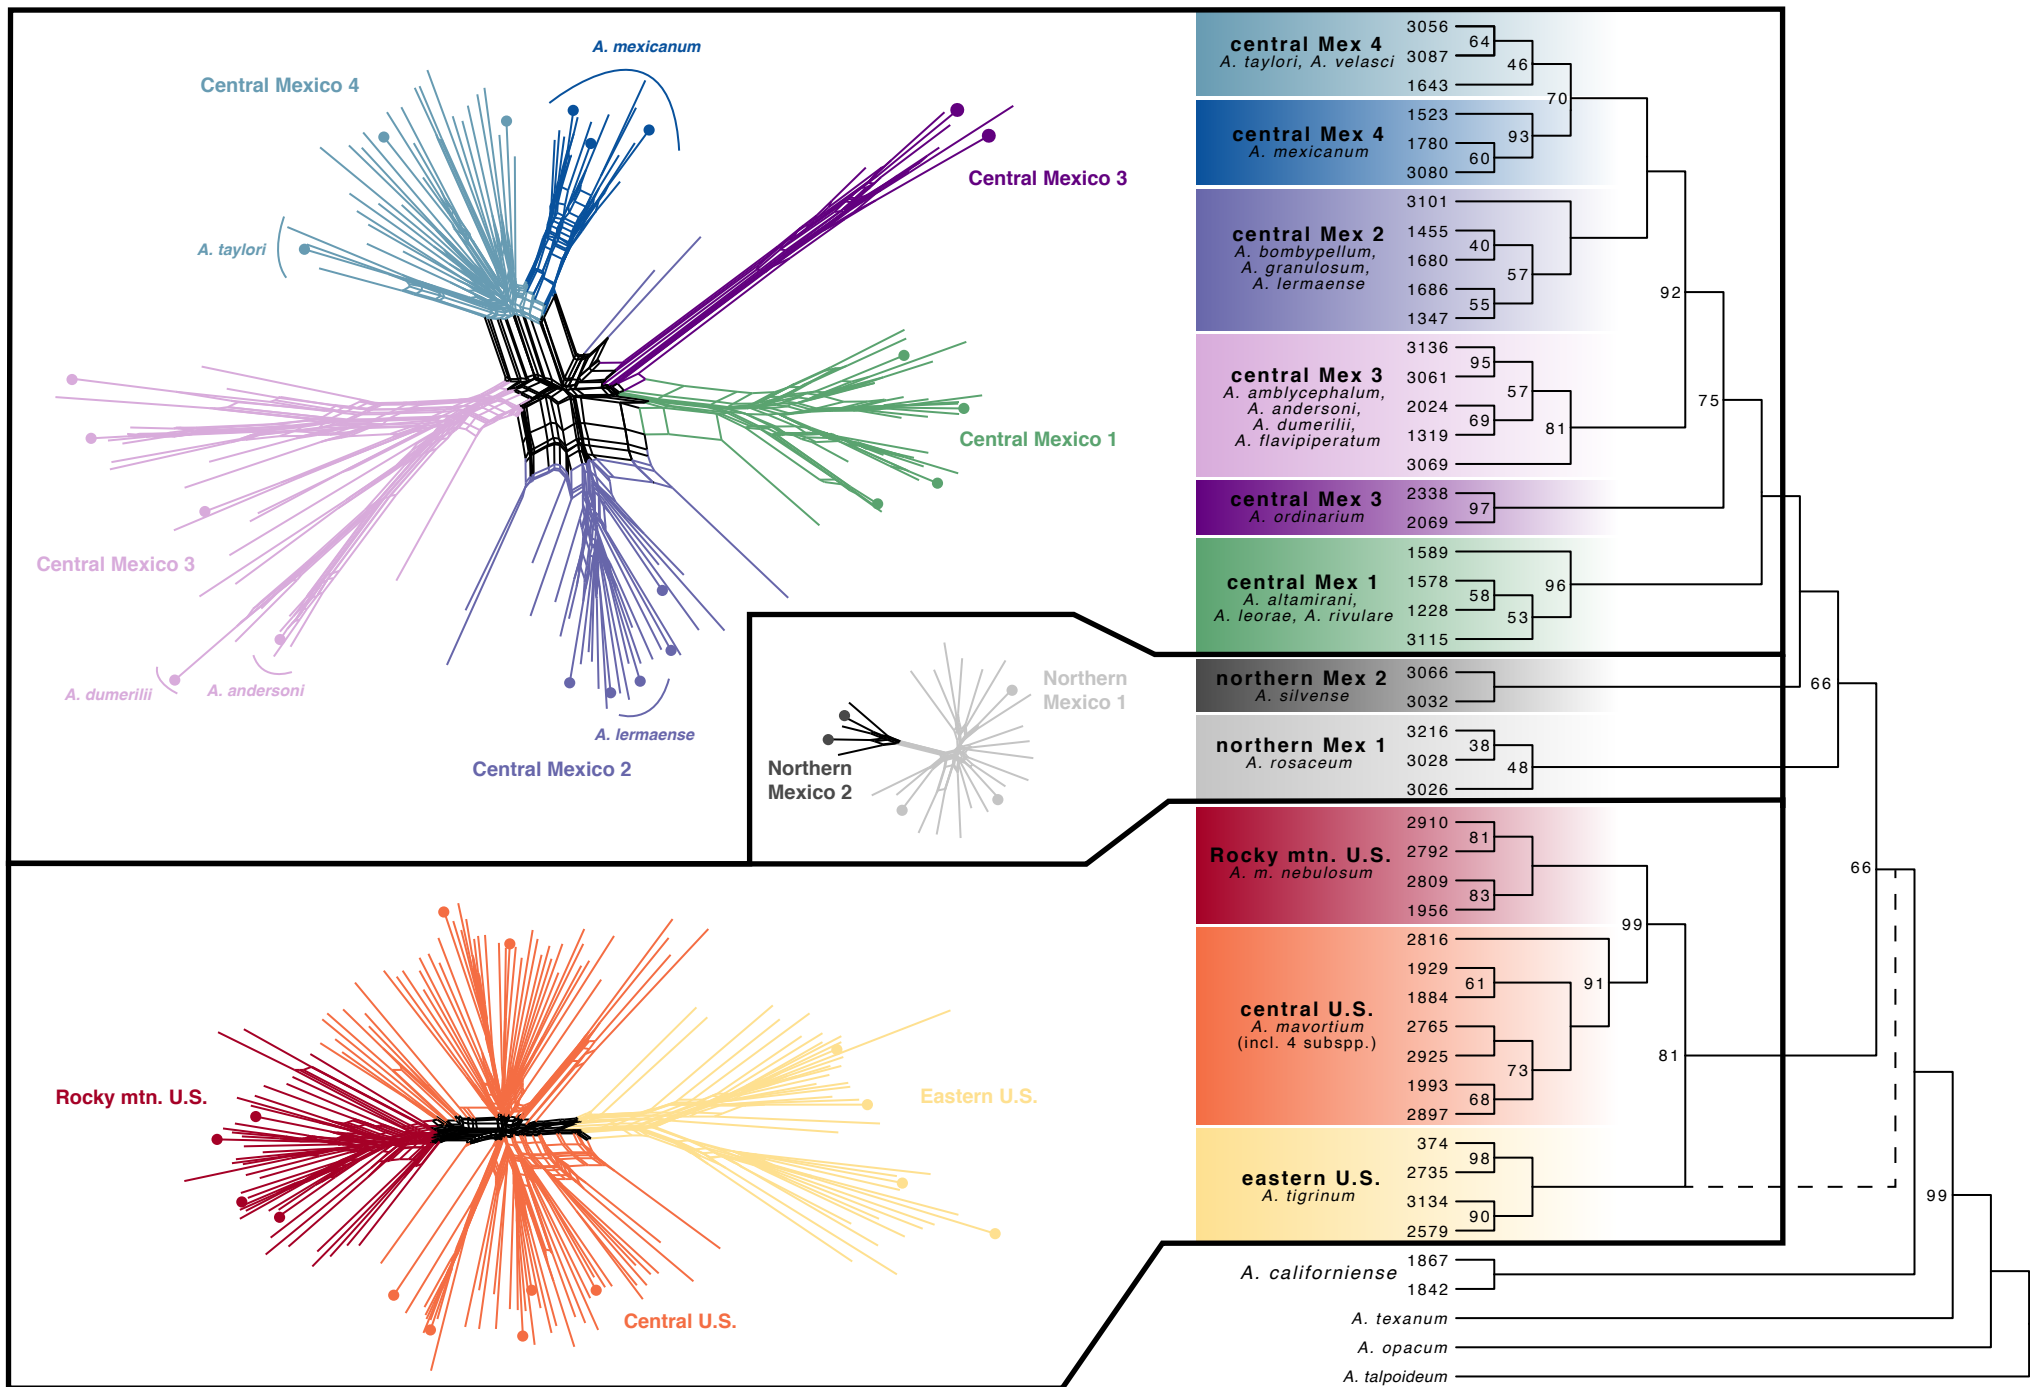 A. mexicanum
Central Mexico 4
Central Mexico 3
A. taylori
Central Mexico 1
Central Mexico 3
A. dumerilii
A. andersoni
A. lermaense
Central Mexico 2
Northern
Mexico 1
Northern
Mexico 2
Rocky mtn. U.S.
Eastern U.S.
Central U.S.
central Mex 4
A. taylori, A. velasci
3056
3087
1643
64
46
70
central Mex 4
A. mexicanum
1523
1780
3080
93
60
central Mex 2
A. bombypellum,
A. granulosum,
A. lermaense
3101
1455
1680
1686
1347
40
57
55
92
central Mex 3
A. amblycephalum,
A. andersoni,
A. dumerilii,
A. flavipiperatum
3136
3061
2024
1319
3069
95
57
69
81
75
central Mex 3
A. ordinarium
2338
2069
97
central Mex 1
A. altamirani,
A. leorae, A. rivulare
1589
1578
1228
3115
96
58
53
northern Mex 2
A. silvense
3066
3032
66
northern Mex 1
A. rosaceum
3216
3028
3026
38
48
Rocky mtn. U.S.
A. m. nebulosum
2910
2792
2809
1956
81
83
66
99
central U.S.
A. mavortium
(incl. 4 subspp.)
2816
1929
1884
2765
2925
1993
2897
61
91
73
68
81
eastern U.S.
A. tigrinum
374
2735
3134
2579
98
90
99
A. californiense
1867
1842
A. texanum
A. opacum
A. talpoideum